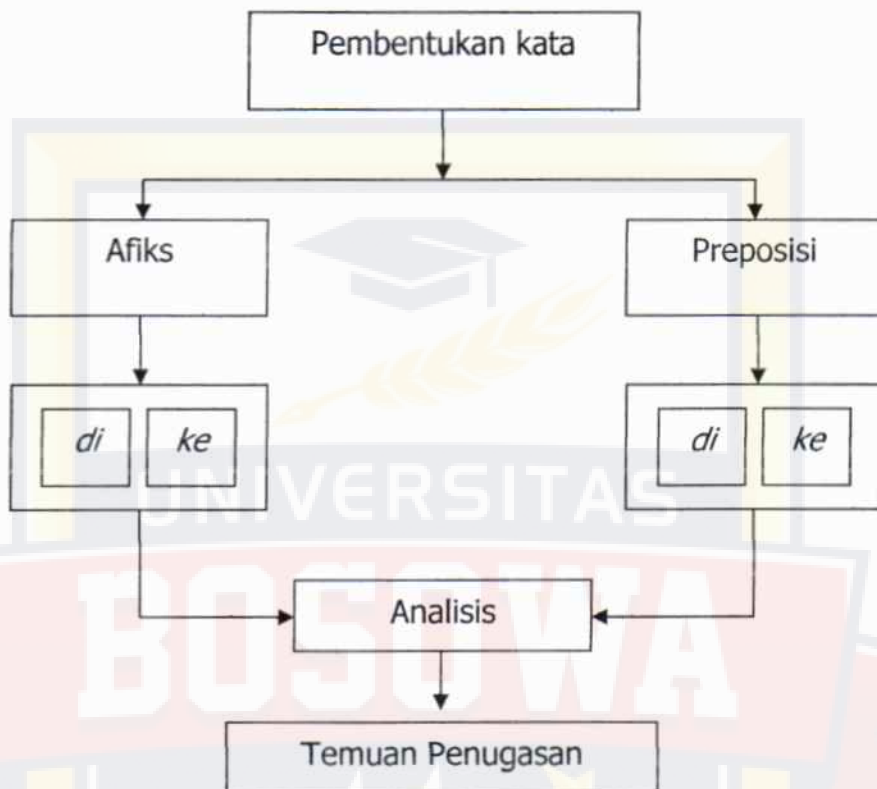 Pembentukan kata
Afiks
Preposisi
di ke
di ke
UNIVERSITAS
BOSOWA
Analisis
Temuan Penugasan